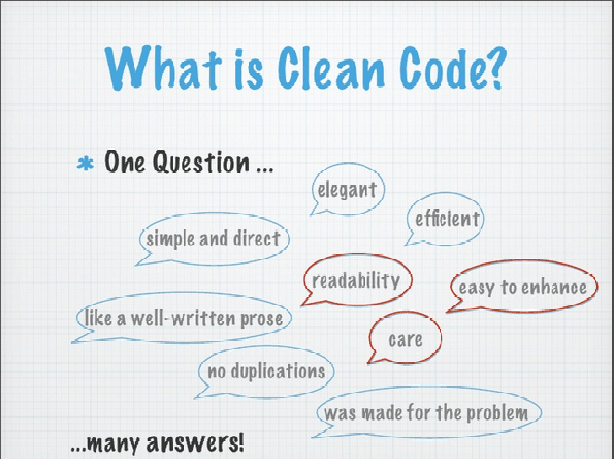 What is Clean Code?
* One Question ...
elegant
efficient
simple and direct
readability
easy to enhance
like a well-written prose
care
no duplications
was made for the problem
...many answers!